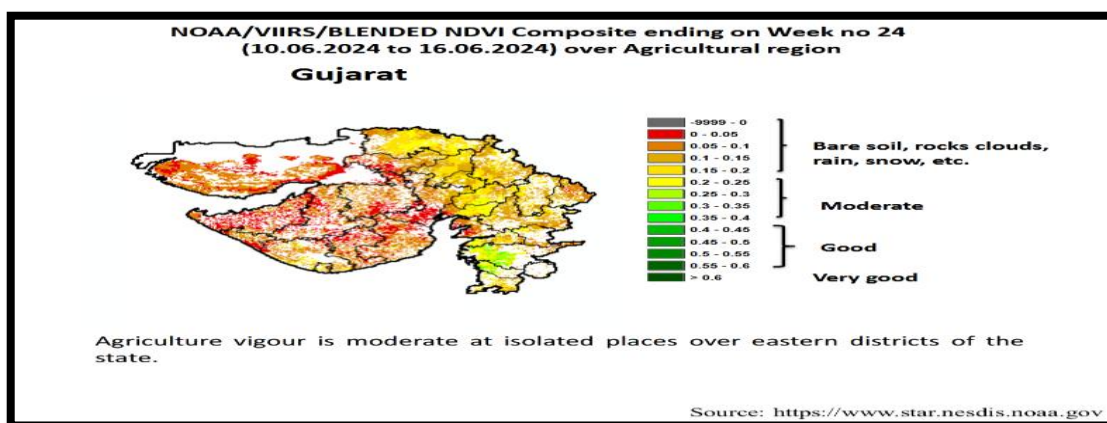 NOAA/VIIRS/BLENDED NDVI Composite ending on Week no 24
(10.06.2024 to 16.06.2024) over Agricultural region
Gujarat
-9999 - 0
0 - 0.05
0.05 - 0.1
0.1 - 0.15
0.15 - 0.2
0.2 - 0.25
0.25 - 0.3
0.3 - 0.35
0.35 - 0.4
0.4 - 0.45
0.45 - 0.5
0.5 - 0.55
0.55 - 0.6
> 0.6
Bare soil, rocks clouds,
rain, snow, etc.
Moderate
Good
Very good
Agriculture vigour is moderate at isolated places over eastern districts of the
state.
Source: https://www.star.nesdis.noaa.gov